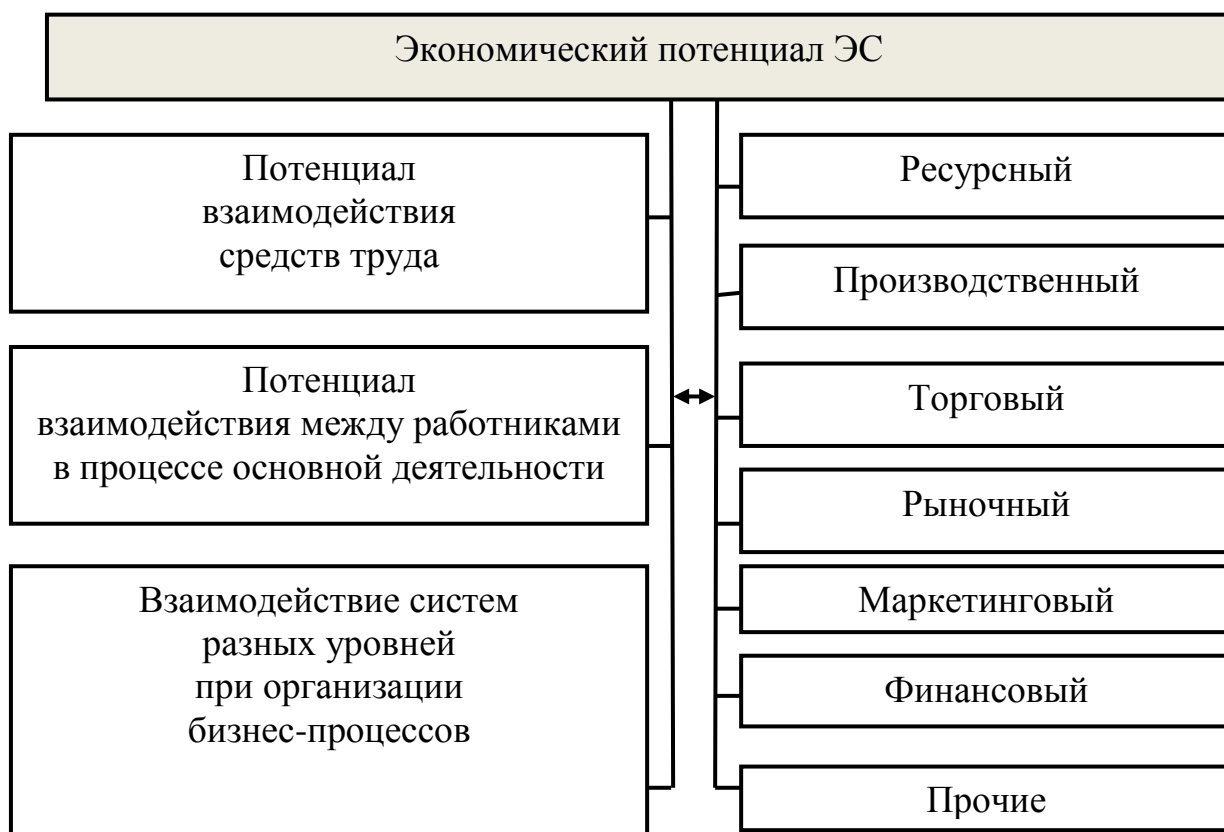 Экономический потенциал ЭС
Потенциал
взаимодействия
средств труда
Потенциал
взаимодействия между работниками
в процессе основной деятельности
Взаимодействие систем
разных уровней
при организации
бизнес-процессов
Ресурсный
Производственный
Торговый
Рыночный
Маркетинговый
Финансовый
Прочие